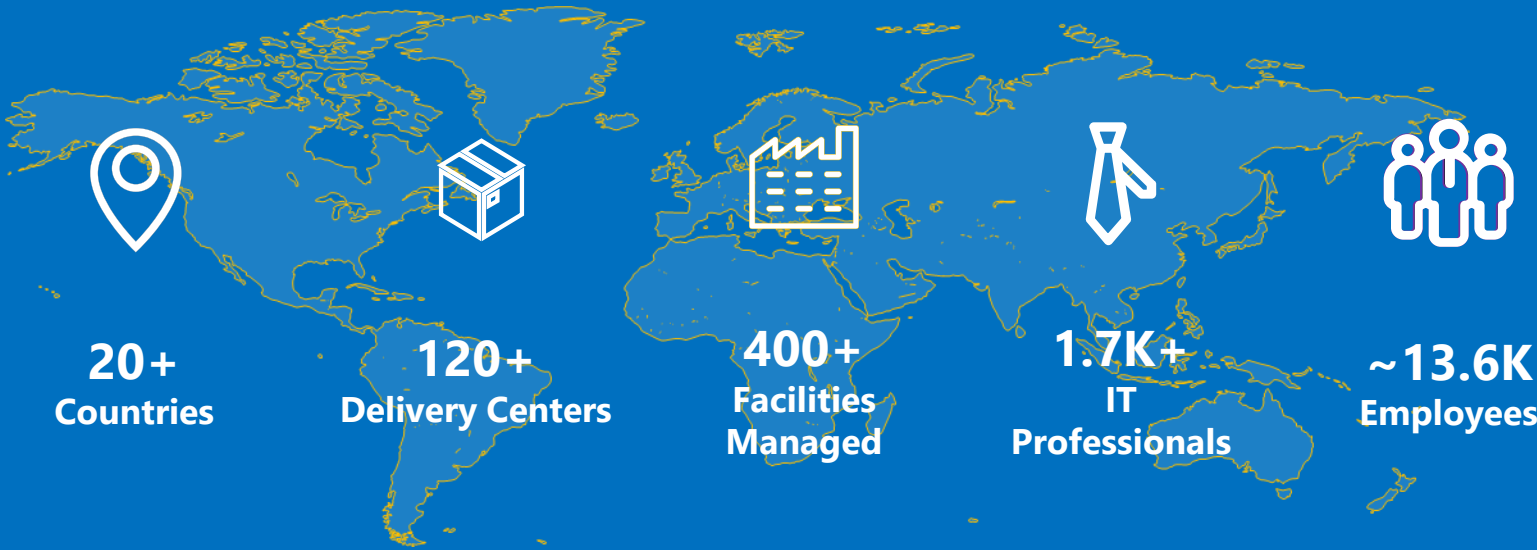 20+
Countries
120+
Delivery Centers
400+
Facilities
Managed
1.7K+
IT
Professionals
~13.6K
Employees